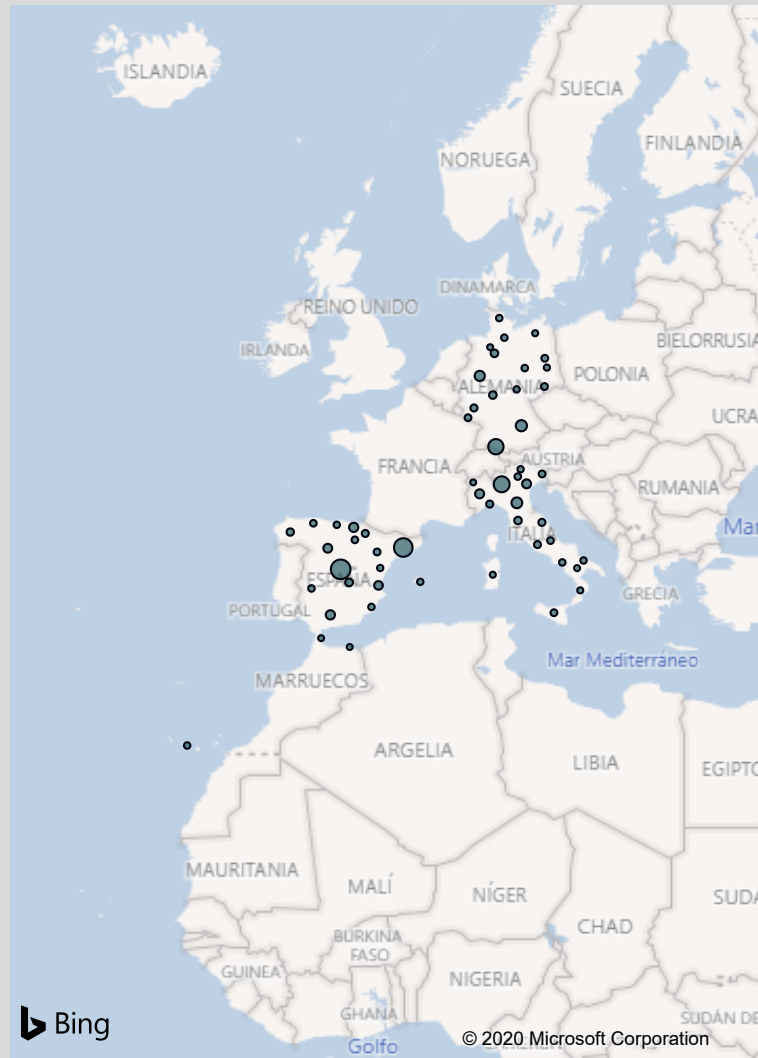 ISLANDIA
SUECIA
FINLANDIA
NORUEGA
DINAMARCA
REINO UNIDO
IRLANDA
BIELORRUSIA
POLONIA
ALEMANIA
UCRA
FRANCIA
AUSTRIA
RUMANIA
Mar
ITALIA
ESPAÑA
GRECIA
PORTUGAL
Mar Mediterráneo
MARRUECOS
ARGELIA
LIBIA
EGIPTO
MAURITANIA
MALÍ
NÍGER
SUDÁ
CHAD
BURKINA
FASO
GUINEA
NIGERIA
GHANA
SUDÁN DE
Bing
© 2020 Microsoft Corporation
Golfo